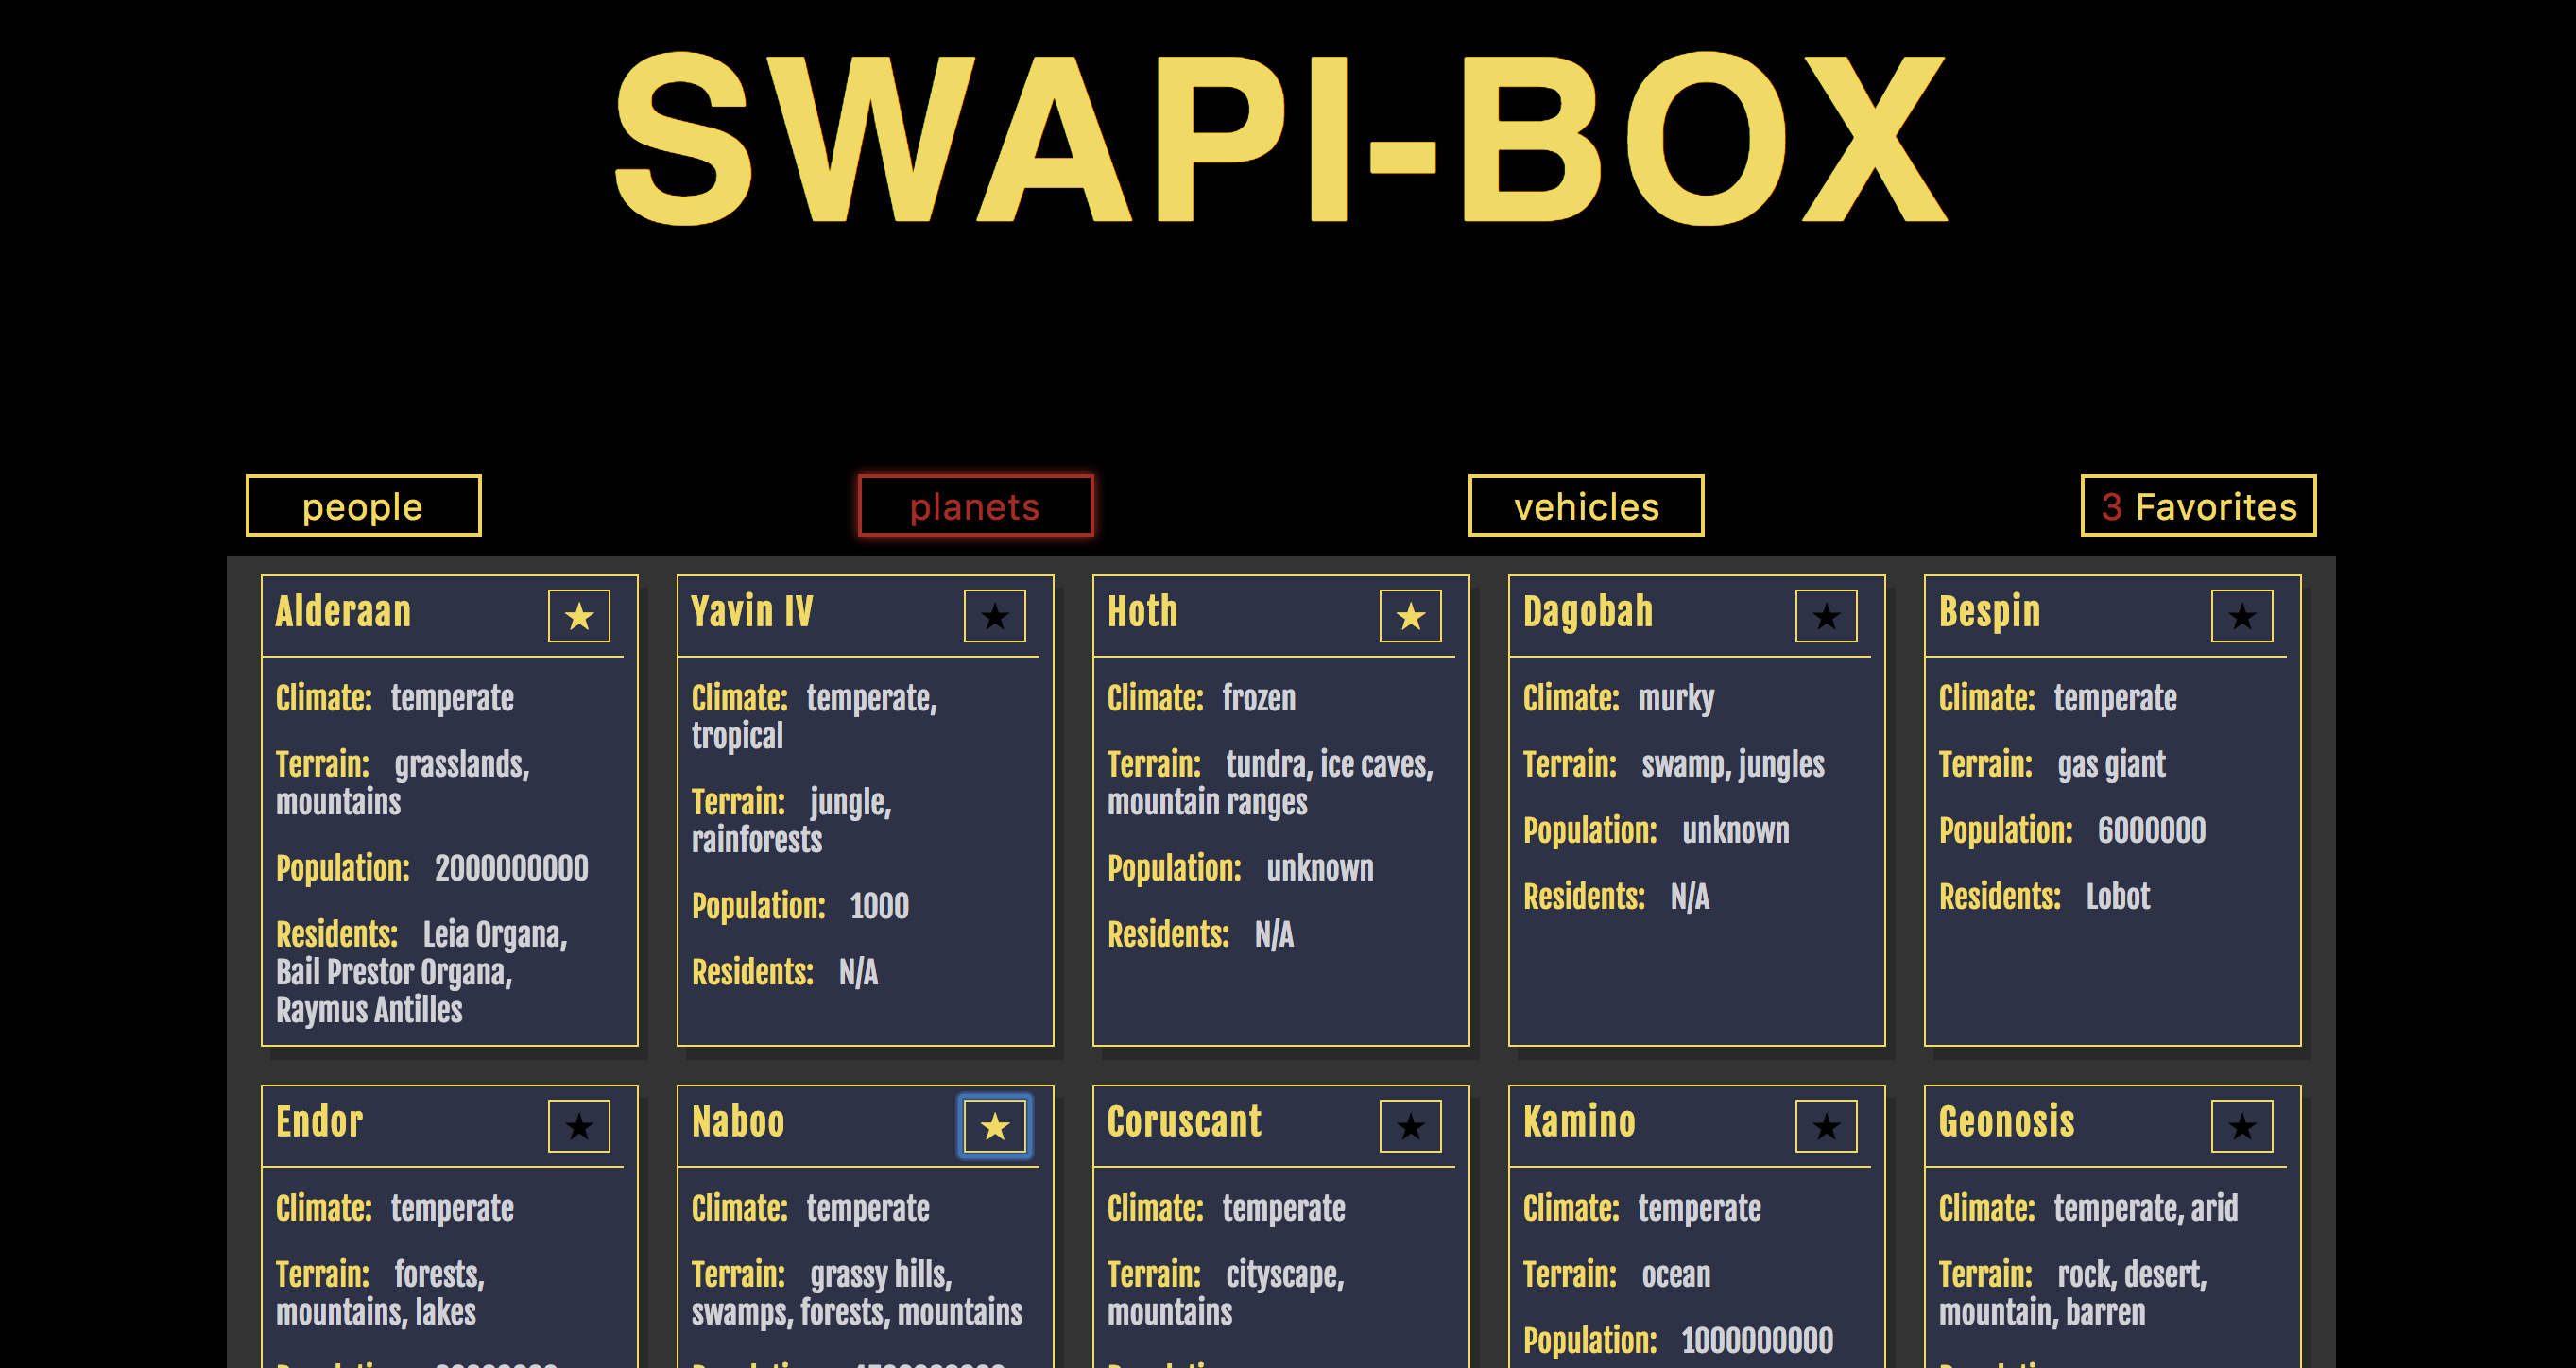 SWAPI-BOX
people
planets
vehicles
3 Favorites
Alderaan
Climate: temperate
Terrain: grasslands,
mountains
Population: 2000000000
Residents: Leia Organa,
Bail Prestor Organa,
Raymus Antilles
Yavin IV
Climate: temperate,
tropical
Terrain: jungle,
rainforests
Population: 1000
Residents: N/A
Hoth
Climate: frozen
Terrain: tundra, ice caves,
mountain ranges
Population: unknown
Residents: N/A
Dagobah
Climate: murky
Terrain: swamp, jungles
Population: unknown
Residents: N/A
Bespin
Climate: temperate
Terrain: gas giant
Population: 6000000
Residents: Lobot
Endor
Climate: temperate
Terrain: forests,
mountains, lakes
Naboo
Climate: temperate
Terrain: grassy hills,
swamps, forests, mountains
Coruscant
Climate: temperate
Terrain: cityscape,
mountains
Kamino
Climate: temperate
Terrain: ocean
Population: 1000000000
Geonosis
Climate: temperate, arid
Terrain: rock, desert,
mountain, barren